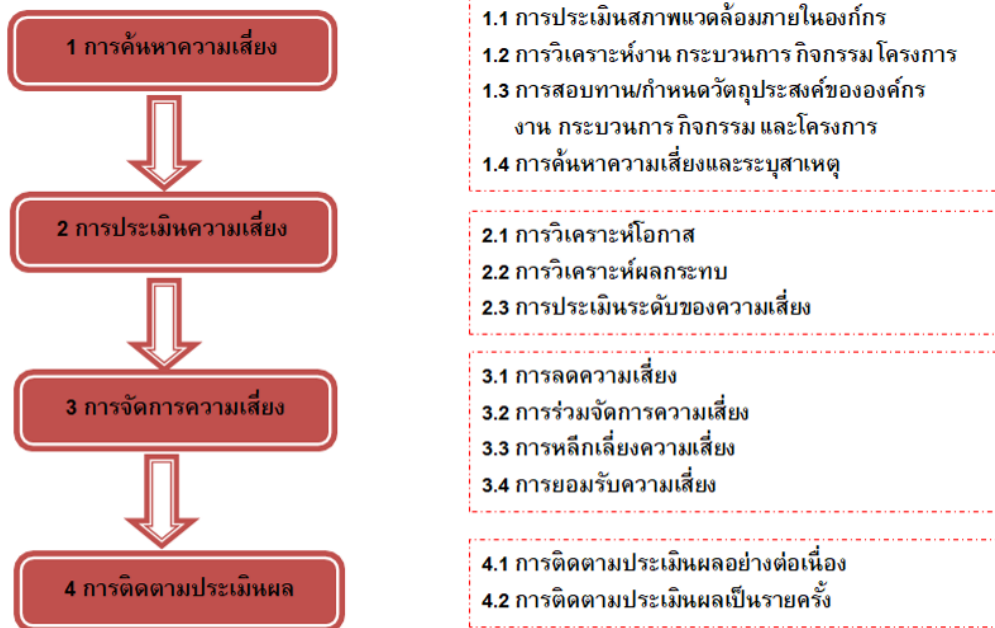 1 การค้นหาความเสี่ยง
1.1 การประเมินสภาพแวดล้อมภายในองก์กร
1.2 การวิเคราะห์งาน กระบวนการ กิจกรรม โครงการ
1.3 การสอบทาน/กำหนดวัตถุประสงค์ขององค์กร
งาน กระบวนการ กิจกรรม และโครงการ
1.4 การค้นหาความเสี่ยงและระบุสาเหตุ
2 การประเมินความเสี่ยง
2.1 การวิเคราะห์โอกาส
2.2 การวิเคราะห์ผลกระทบ
2.3 การประเมินระดับของความเสี่ยง
3 การจัดการความเสี่ยง
3.1 การลดความเสี่ยง
3.2 การร่วมจัดการความเสี่ยง
3.3 การหลีกเลี่ยงความเสี่ยง
3.4 การยอมรับความเสี่ยง
4 การติดตามประเมินผล
4.1 การติดตามประเมินผลอย่างต่อเนื่อง
4.2 การติดตามประเมินผลเป็นรายครั้ง